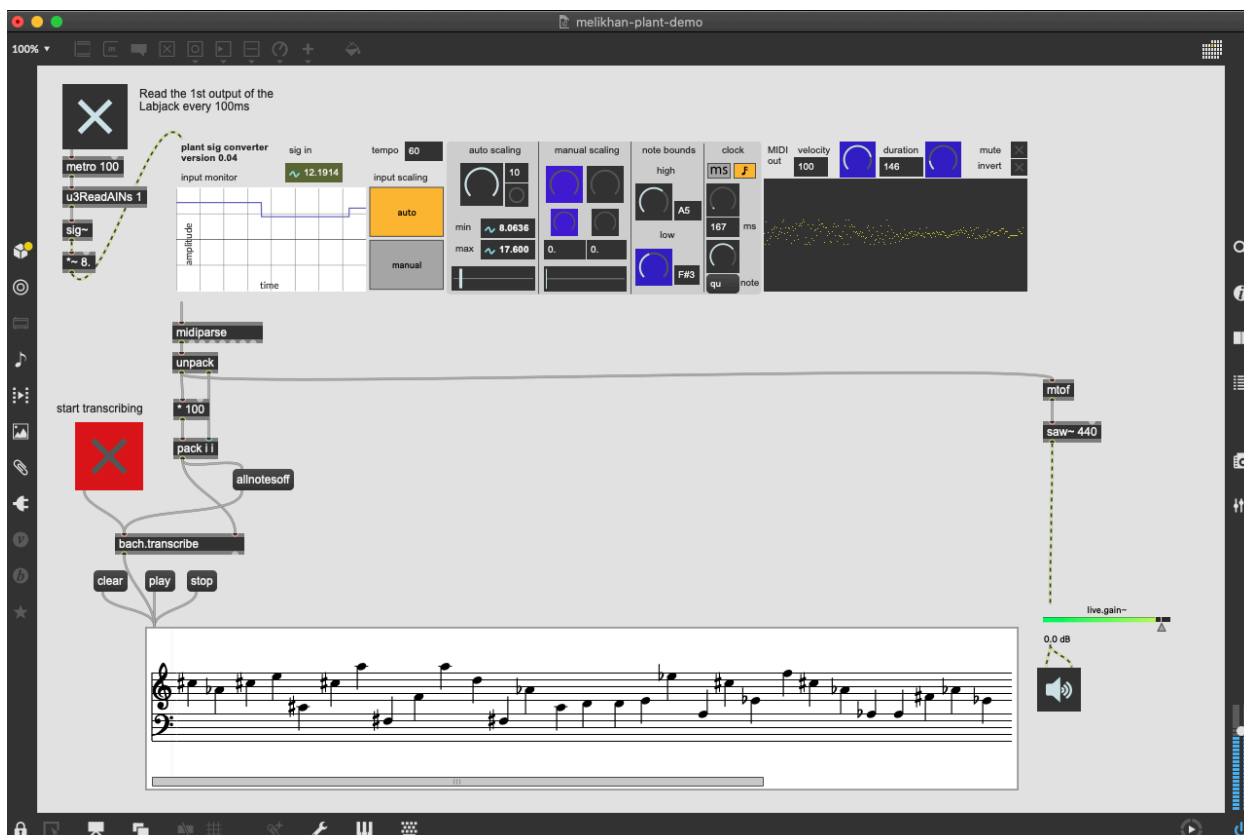 melikhan-plant-demo
100%
Read the 1st output of the
Labjack every 100ms
metro 100
u3ReadAINs 1
sig~
*~ 8.
plant sig converter
version 0.04
sig in
12.1914
input monitor
amplitude
time
tempo
60
input scaling
auto
manual
auto scaling
10
min
8.0636
max
17.600
manual scaling
0.
0.
note bounds
high
A5
low
F#3
clock
ms
167
ms
qu
note
MIDI
out
velocity
100
duration
146
mute
invert
midiparse
unpack
* 100
pack i i
start transcribing
allnotesoff
bach.transcribe
clear
play
stop
mtof
saw~ 440
live.gain~
0.0 dB